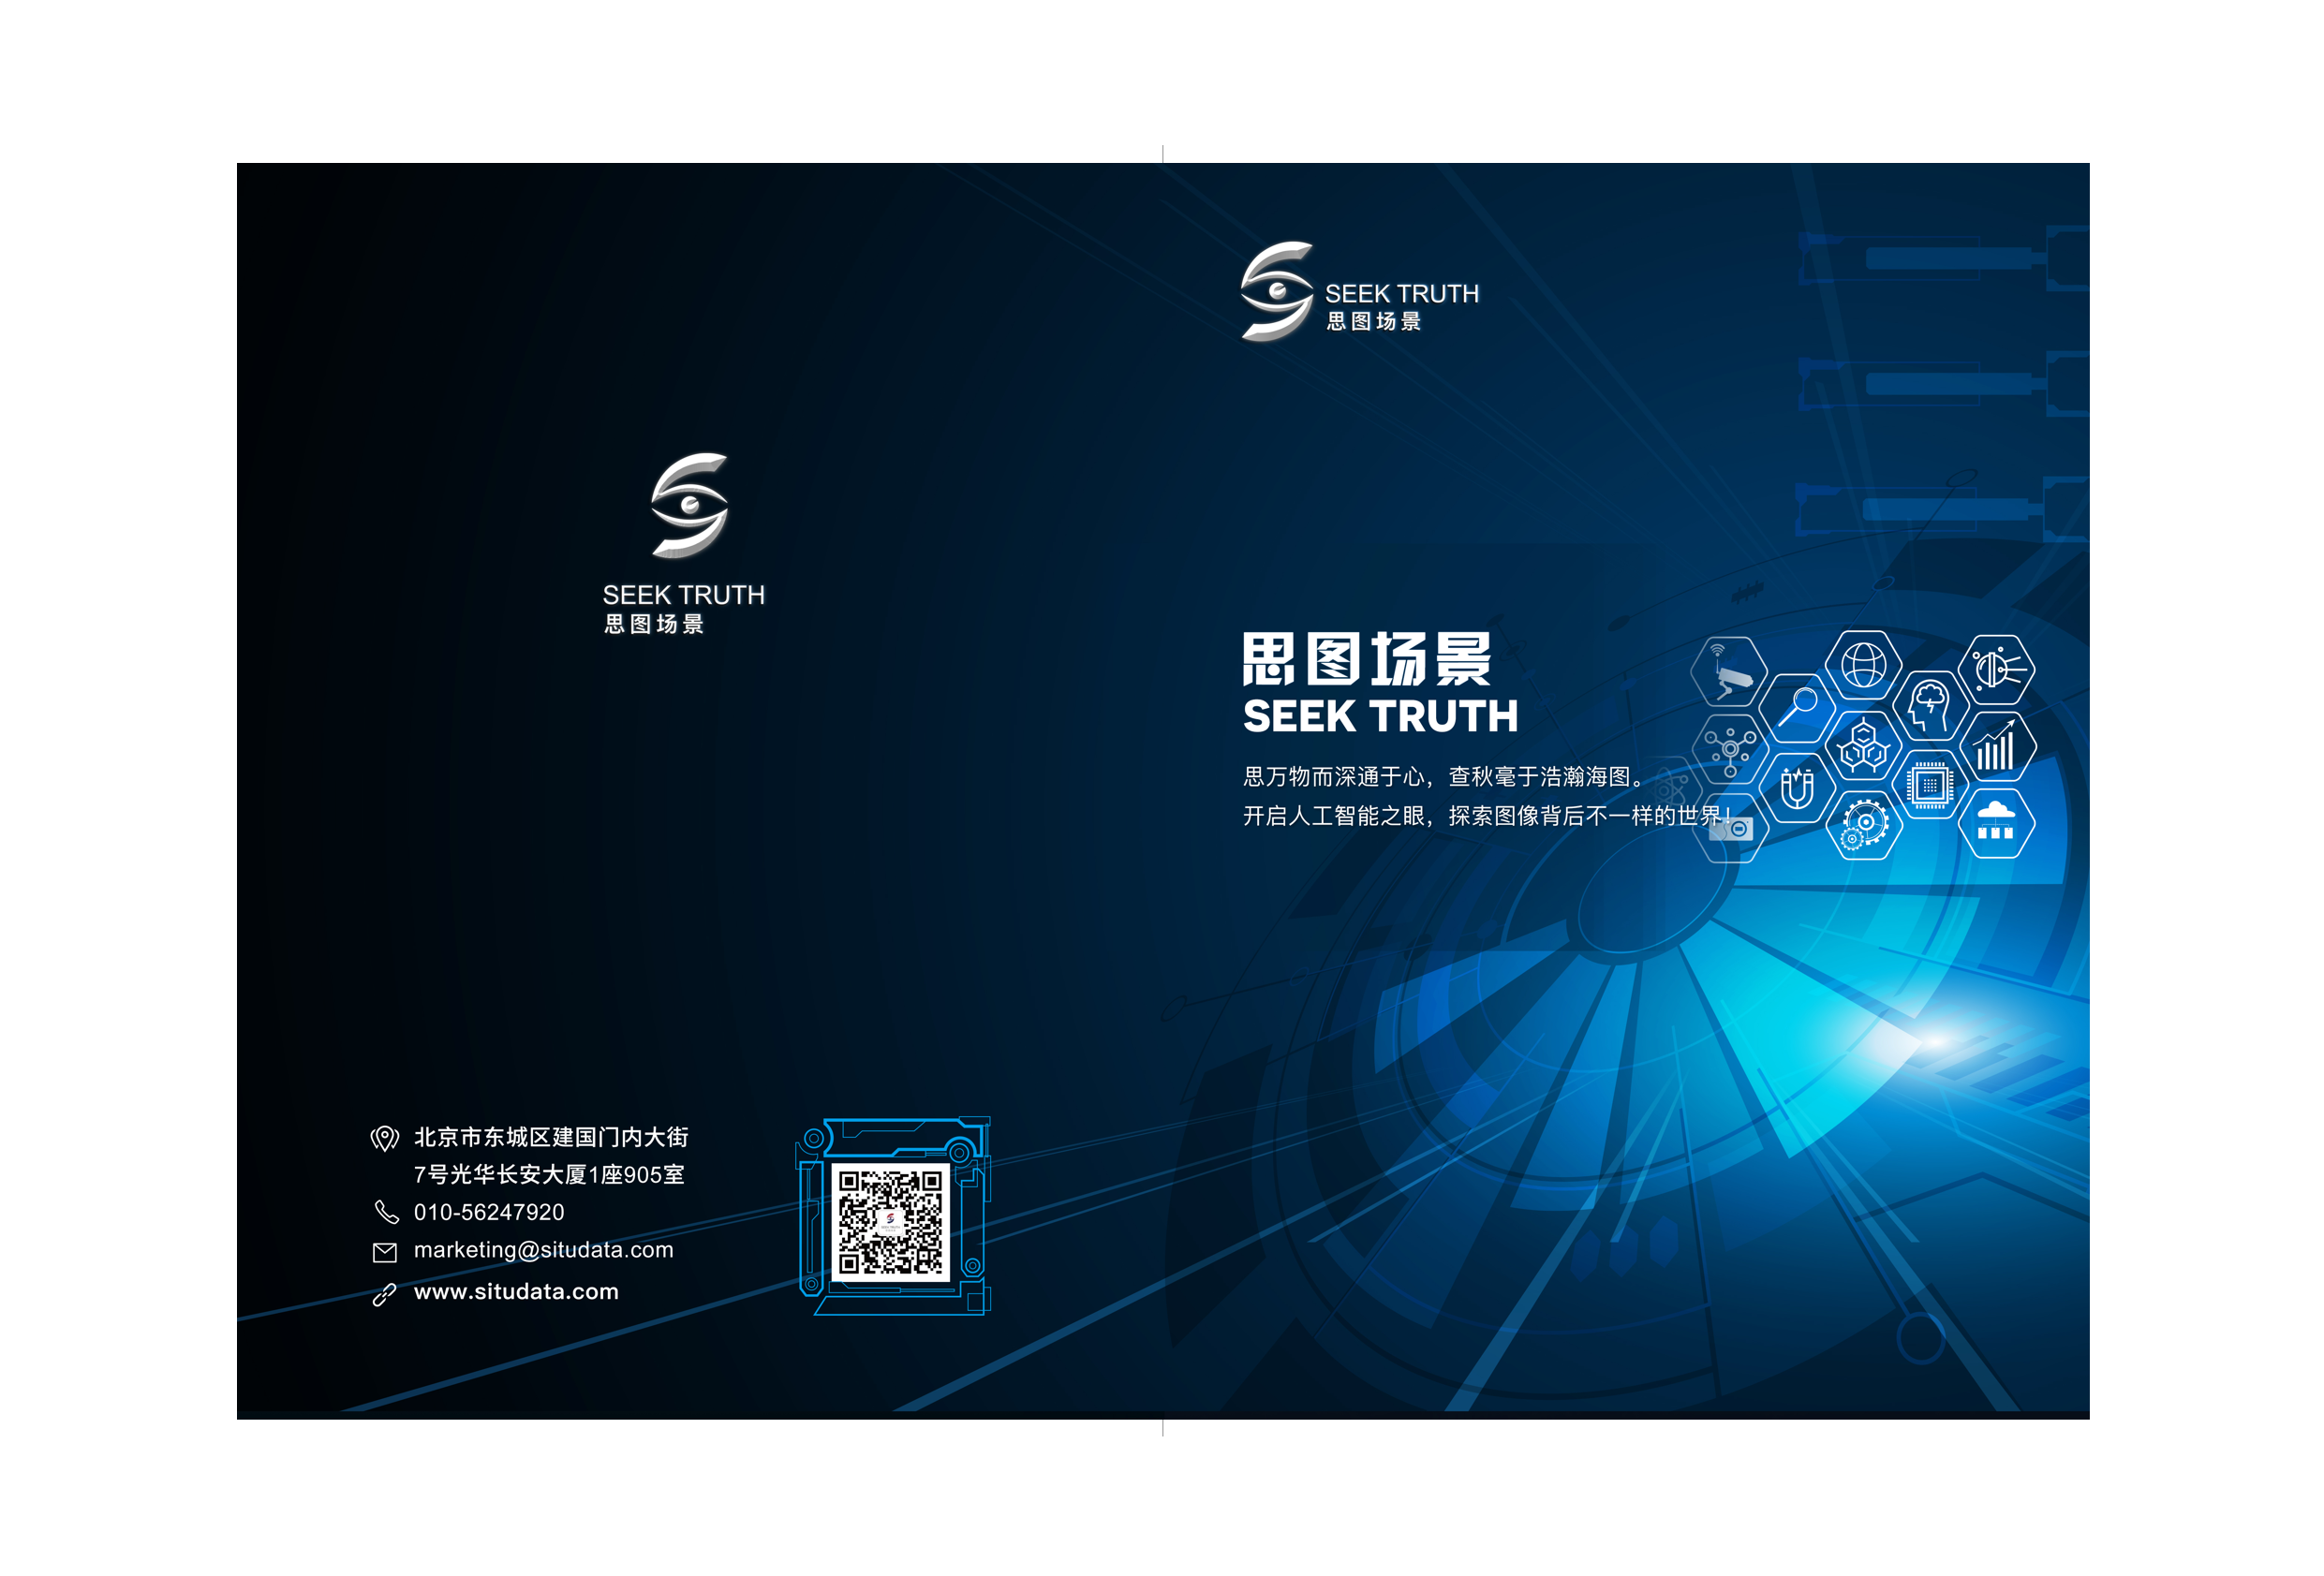 SEEK TRUTH
思图场景
北京市东城区建国门内大街
7号光华长安大厦1座905室
010-56247920
marketing@situdata.com
www.situdata.com
SEEK TRUTH
思图场景
思图场景
SEEK TRUTH
思万物而深通于心，查秋毫于浩瀚海图。
开启人工智能之眼，探索图像背后不一样的世界！